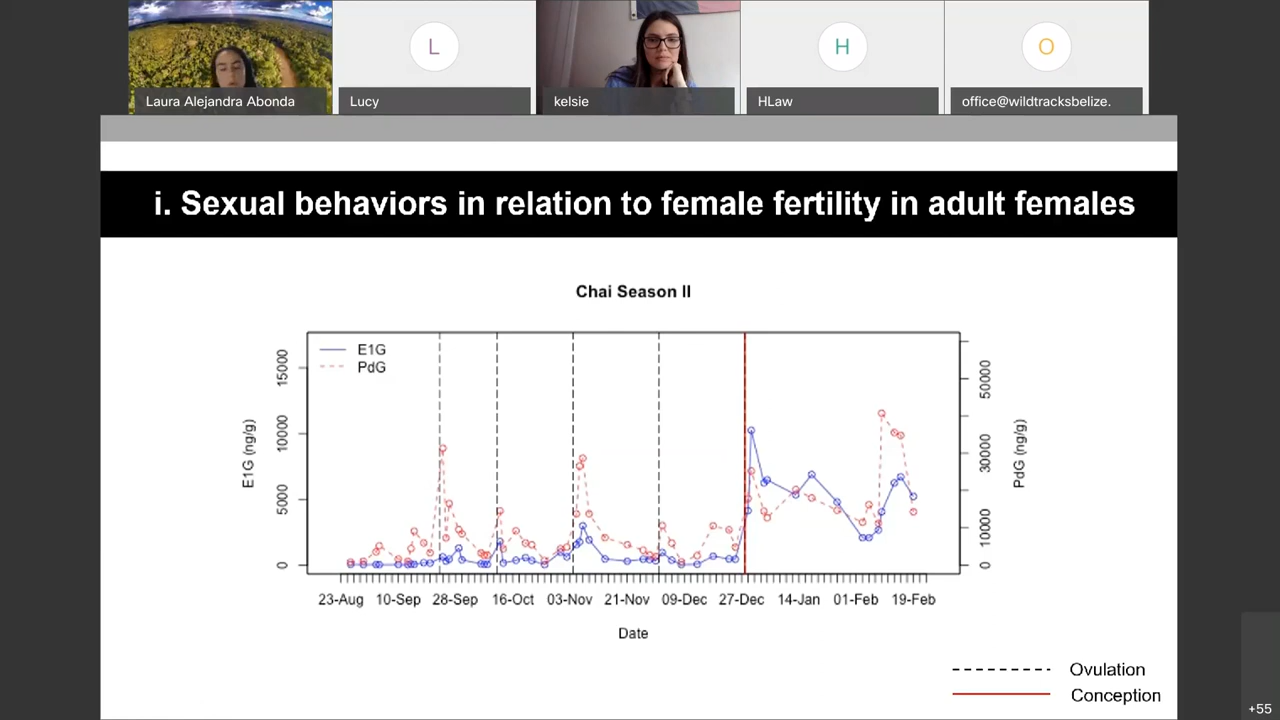 L
H
O
Laura Alejandra Abonda
Lucy
kelsie
HLaw
office@wildtracksbelize.
i. Sexual behaviors in relation to female fertility in adult females
Chai Season II
E1G
PdG
15000
10000
5000
0
E1G (ng/g)
50000
30000
10000
0
PdG (ng/g)
23-Aug 10-Sep 28-Sep 16-Oct 03-Nov 21-Nov 09-Dec 27-Dec 14-Jan 01-Feb 19-Feb
Date
Ovulation
Conception
+55